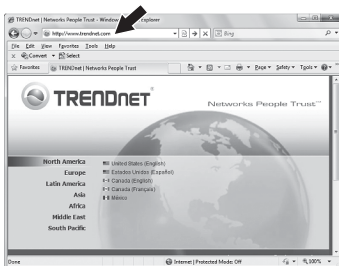 TRENDnet | Networks People Trust - Windows Internet Explorer
http://www.trendnet.com
Bing
File Edit View Favorites Tools Help
x Convert Select
Favorites TRENDnet | Networks People Trust
Page Safety Tools
TRENDNET
Networks People Trust™
North America
Europe
Latin America
Asia
Africa
Middle East
South Pacific
United States (English)
Estados Unidos (Español)
Canada (English)
Canada (Français)
México
Done
Internet | Protected Mode: Off
100%